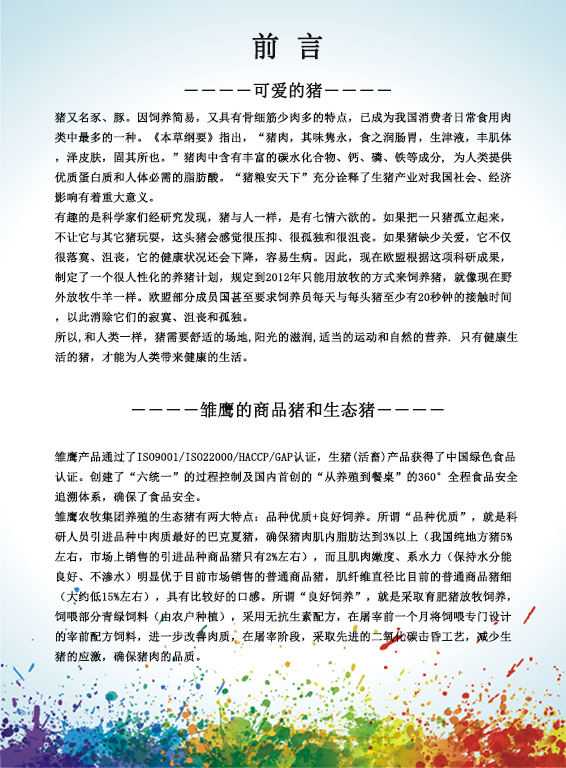 前 言
－－－－可爱的猪－－－－
猪又名豕、豚。因饲养简易，又具有骨细筋少肉多的特点，已成为我国消费者日常食用肉
类中最多的一种。《本草纲要》指出，“猪肉，其味隽永，食之润肠胃，生津液，丰肌体
，泽皮肤，固其所也。”猪肉中含有丰富的碳水化合物、钙、磷、铁等成分, 为人类提供
优质蛋白质和人体必需的脂肪酸。“猪粮安天下”充分诠释了生猪产业对我国社会、经济
影响有着重大意义。
有趣的是科学家们经研究发现，猪与人一样，是有七情六欲的。如果把一只猪孤立起来，
不让它与其它猪玩耍，这头猪会感觉很压抑、很孤独和很沮丧。如果猪缺少关爱，它不仅
很落寞、沮丧，它的健康状况还会下降，容易生病。因此，现在欧盟根据这项科研成果，
制定了一个很人性化的养猪计划，规定到2012年只能用放牧的方式来饲养猪，就像现在野
外放牧牛羊一样。欧盟部分成员国甚至要求饲养员每天与每头猪至少有20秒钟的接触时间
，以此消除它们的寂寞、沮丧和孤独。
所以,和人类一样，猪需要舒适的场地,阳光的滋润,适当的运动和自然的营养. 只有健康生
活的猪，才能为人类带来健康的生活。
－－－－雏鹰的商品猪和生态猪－－－－
雏鹰产品通过了ISO9001/ISO22000/HACCP/GAP认证，生猪(活畜)产品获得了中国绿色食品
认证。创建了“六统一”的过程控制及国内首创的“从养殖到餐桌”的360°全程食品安全
追溯体系，确保了食品安全。
雏鹰农牧集团养殖的生态猪有两大特点：品种优质+良好饲养。所谓“品种优质”，就是科
研人员引进品种中肉质最好的巴克夏猪，确保猪肉肌内脂肪达到3%以上（我国纯地方猪5%
左右，市场上销售的引进品种商品猪只有2%左右），而且肌肉嫩度、系水力（保持水分能
良好、不渗水）明显优于目前市场销售的普通商品猪，肌纤维直径比目前的普通商品猪细
（大约低15%左右），具有比较好的口感。所谓“良好饲养”，就是采取育肥猪放牧饲养，
饲喂部分青绿饲料（由农户种植），采用无抗生素配方，在屠宰前一个月将饲喂专门设计
的宰前配方饲料，进一步改善肉质，在屠宰阶段，采取先进的二氧化碳击昏工艺，减少生
猪的应激，确保猪肉的品质。